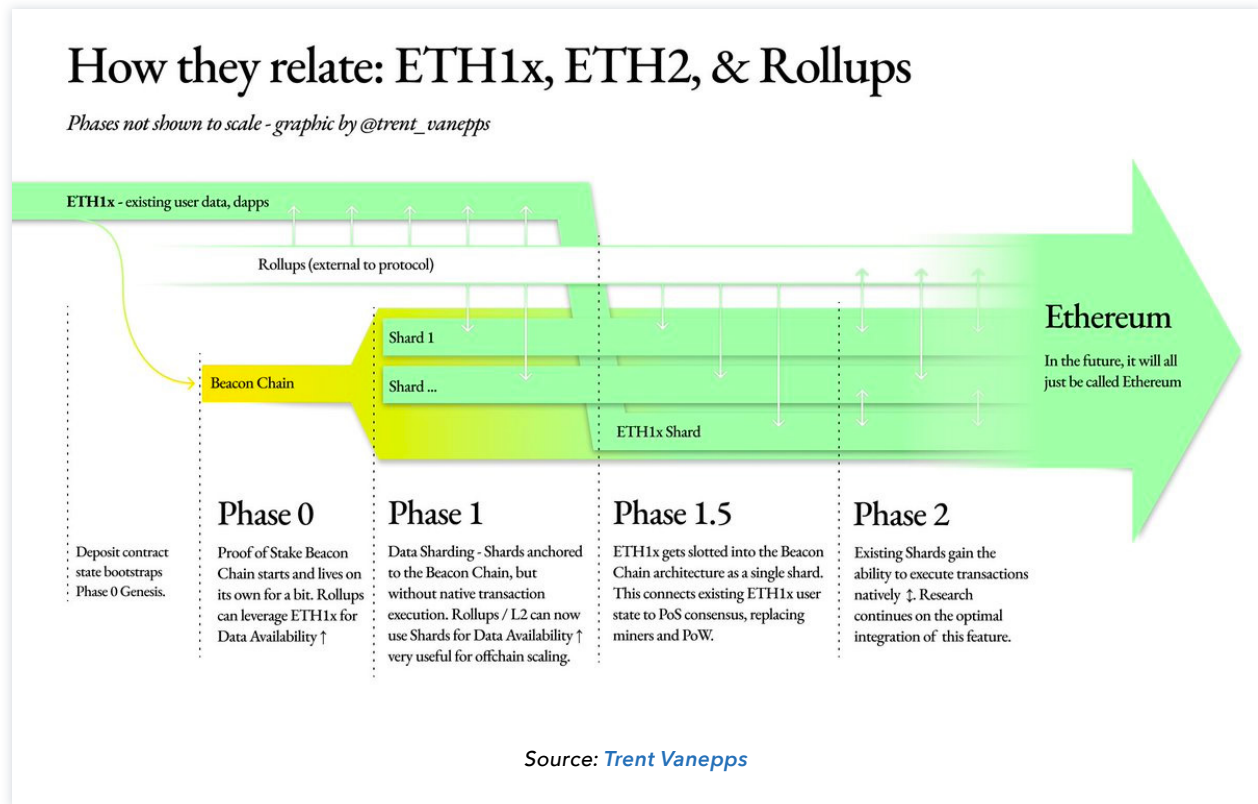 How they relate: ETH1x, ETH2, & Rollups
Phases not shown to scale - graphic by @trent_vanepps
ETH1x - existing user data, dapps
Rollups (external to protocol)
Shard 1
Beacon Chain
Shard ...
ETH1x Shard
Ethereum
In the future, it will all
just be called Ethereum
Deposit contract
state bootstraps
Phase 0 Genesis.
Phase 0
Proof of Stake Beacon
Chain starts and lives on
its own for a bit. Rollups
can leverage ETH1x for
Data Availability ↑
Phase 1
Data Sharding - Shards anchored
to the Beacon Chain, but
without native transaction
execution. Rollups / L2 can now
use Shards for Data Availability ↑
very useful for offchain scaling.
Phase 1.5
ETH1x gets slotted into the Beacon
Chain architecture as a single shard.
This connects existing ETH1x user
state to PoS consensus, replacing
miners and PoW.
Phase 2
Existing Shards gain the
ability to execute transactions
natively ↕. Research
continues on the optimal
integration of this feature.
Source: Trent Vanepps